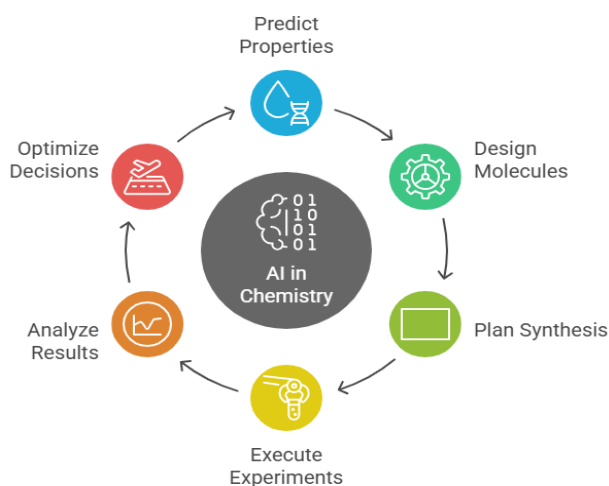 Predict
Properties
Design
Molecules
Plan Synthesis
Execute
Experiments
Analyze
Results
Optimize
Decisions
01
10
01
01
AI in
Chemistry